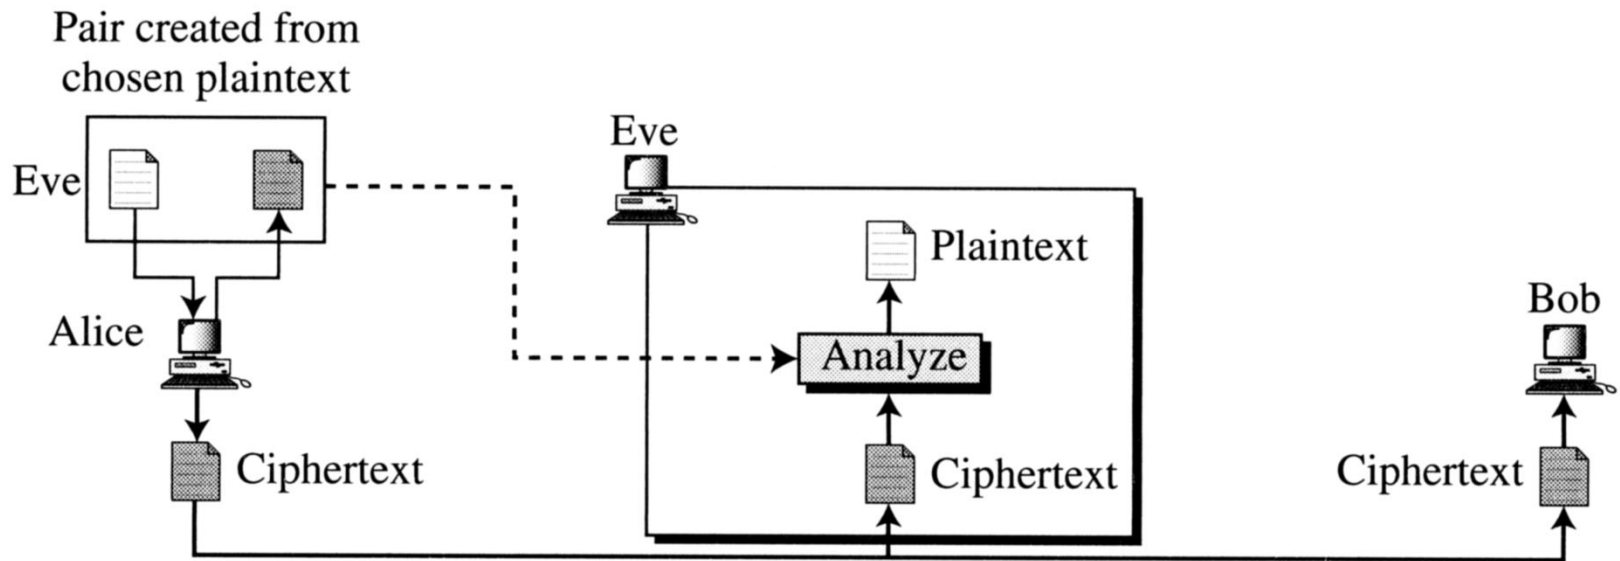 Pair created from
chosen plaintext
Eve
Eve
Plaintext
Bob
Alice
Analyze
Ciphertext
Ciphertext
Ciphertext